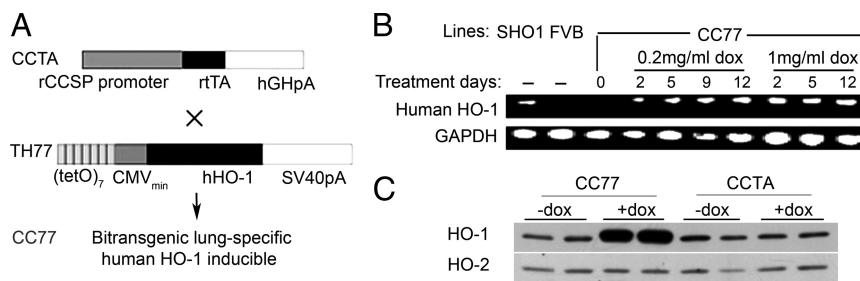 A
CCTA
rCCSP promoter rtTA hGHpA
×
TH77
(tetO)7 CMVmin hHO-1 SV40pA
CC77 Bitransgenic lung-specific
human HO-1 inducible
B
Lines: SHO1 FVB CC77
0.2mg/ml dox 1mg/ml dox
Treatment days: – – 0 2 5 9 12 2 5 12
Human HO-1
GAPDH
C
CC77 CCTA
-dox +dox -dox +dox
HO-1
HO-2